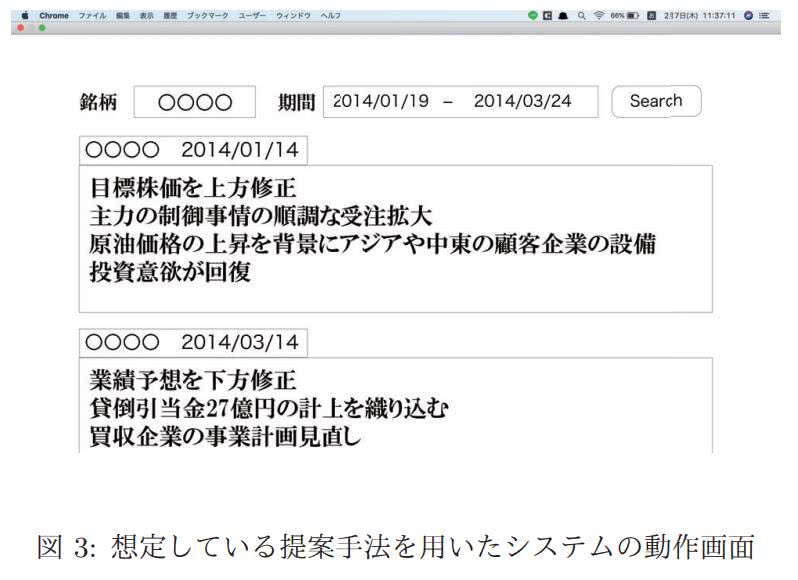 Chrome ファイル 編集 表示 履歴 ブックマーク ユーザー ウィンドウ ヘルプ 66% 2月7日(木) 11:37:11
銘柄 ○○○○ 期間 2014/01/19 – 2014/03/24 Search
○○○○ 2014/01/14
目標株価を上方修正
主力の制御事情の順調な受注拡大
原油価格の上昇を背景にアジアや中東の顧客企業の設備
投資意欲が回復
○○○○ 2014/03/14
業績予想を下方修正
貸倒引当金27億円の計上を織り込む
買収企業の事業計画見直し
図 3: 想定している提案手法を用いたシステムの動作画面